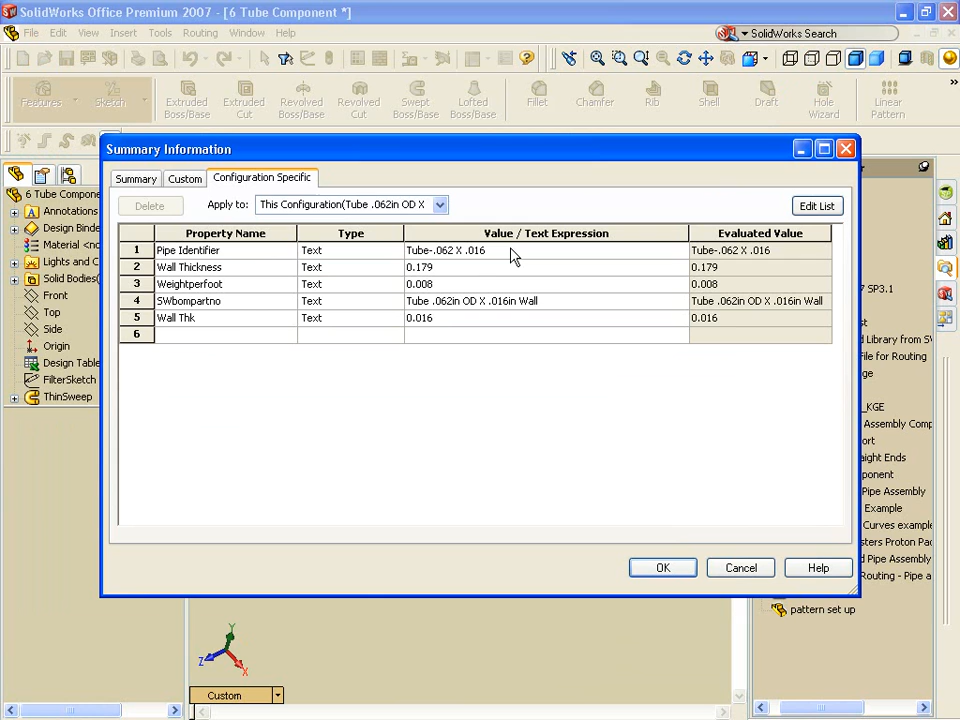 SolidWorks Office Premium 2007 - [6 Tube Component *]
File Edit View Insert Tools Routing Window Help
SolidWorks Search
Features Sketch Extruded Boss/Base Extruded Cut Revolved Boss/Base Revolved Cut Swept Boss/Base Lofted Boss/Base Fillet Chamfer Rib Shell Draft Hole Wizard Linear Pattern
Summary Information
Summary Custom Configuration Specific
Delete Apply to: This Configuration(Tube .062in OD X Edit List
Property Name Type Value / Text Expression Evaluated Value
1 Pipe Identifier Text Tube-.062 X .016 Tube-.062 X .016
2 Wall Thickness Text 0.179 0.179
3 Weightperfoot Text 0.008 0.008
4 SWbompartno Text Tube .062in OD X .016in Wall Tube .062in OD X .016in Wall
5 Wall Thk Text 0.016 0.016
6
OK Cancel Help
6 Tube Compone
Annotations
Design Binde
Material <no
Lights and C
Solid Bodies(
Front
Top
Side
Origin
Design Table
FilterSketch
ThinSweep
SP3.1
st
d Library from SW
File for Routing
ge
_KGE
Assembly Comp
ort
aight Ends
onent
Pipe Assembly
Example
Curves example
sters Proton Pac
d Pipe Assembly
Routing - Pipe a
pattern set up
Y
Z
X
Custom